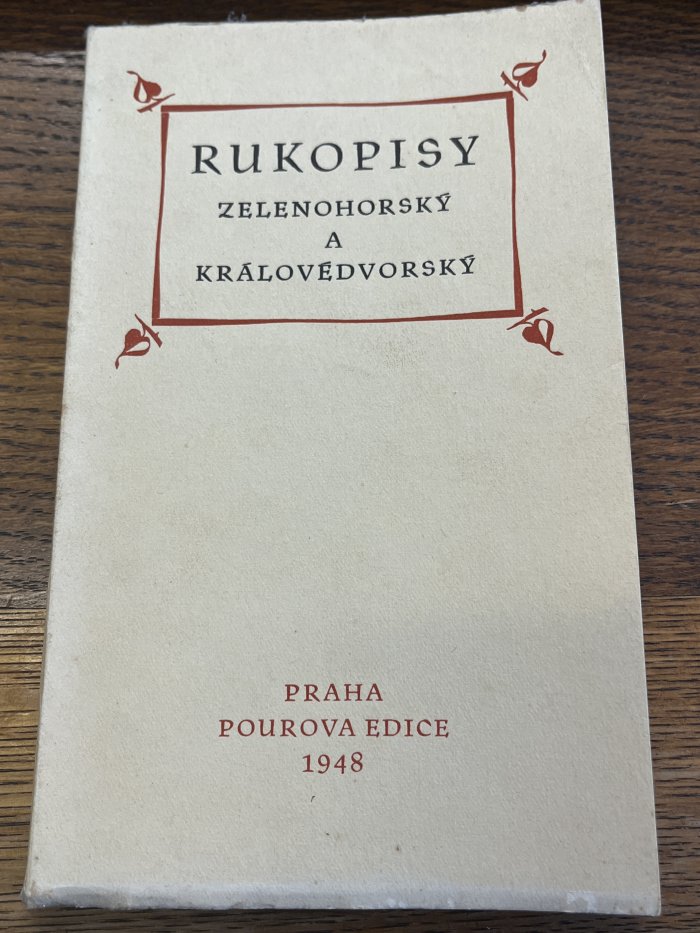 RUKOPISY
ZELENOHORSKÝ
A
KRÁLOVÉDVORSKÝ
PRAHA
POUROVA EDICE
1948